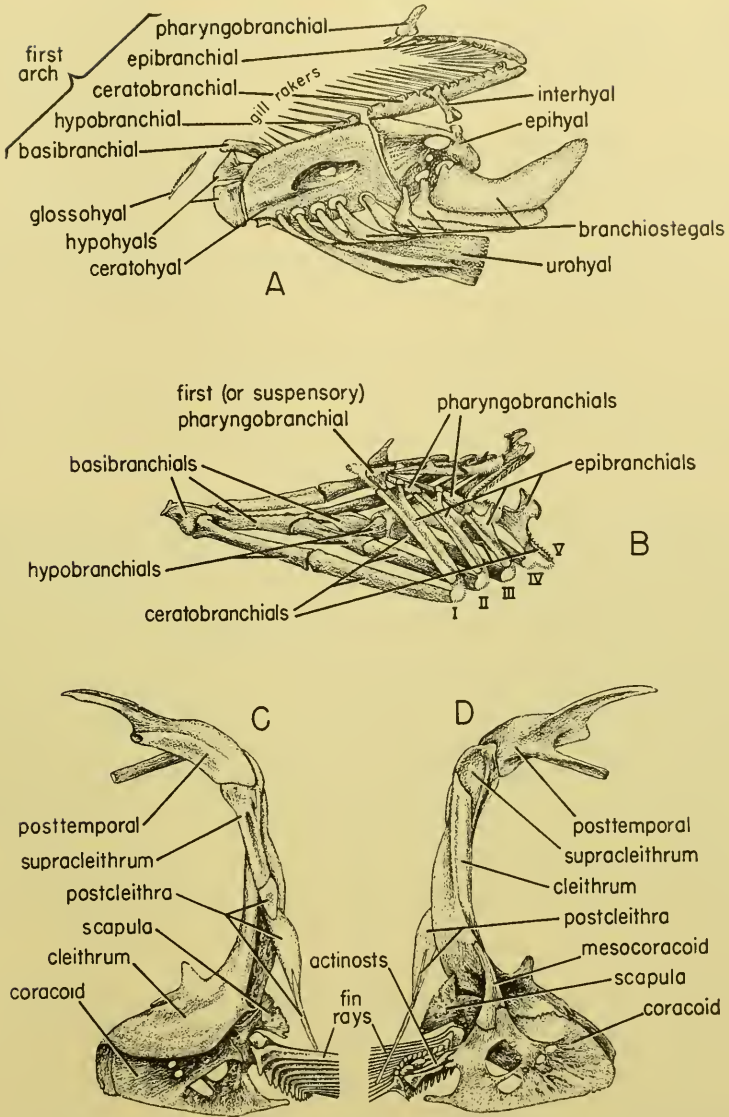 first
arch
pharyngobranchial
epibranchial
ceratobranchial
gill rakers
hypobranchial
basibranchial
interhyal
epihyal
glossohyal
hypohyals
ceratohyal
branchiostegals
urohyal
A
first (or suspensory)
pharyngobranchial
pharyngobranchials
basibranchials
epibranchials
B
hypobranchials
ceratobranchials
I
II
III
IV
V
C
D
posttemporal
supracleithrum
postcleithra
scapula
cleithrum
coracoid
actinosts
fin
rays
posttemporal
supracleithrum
cleithrum
postcleithra
mesocoracoid
scapula
coracoid